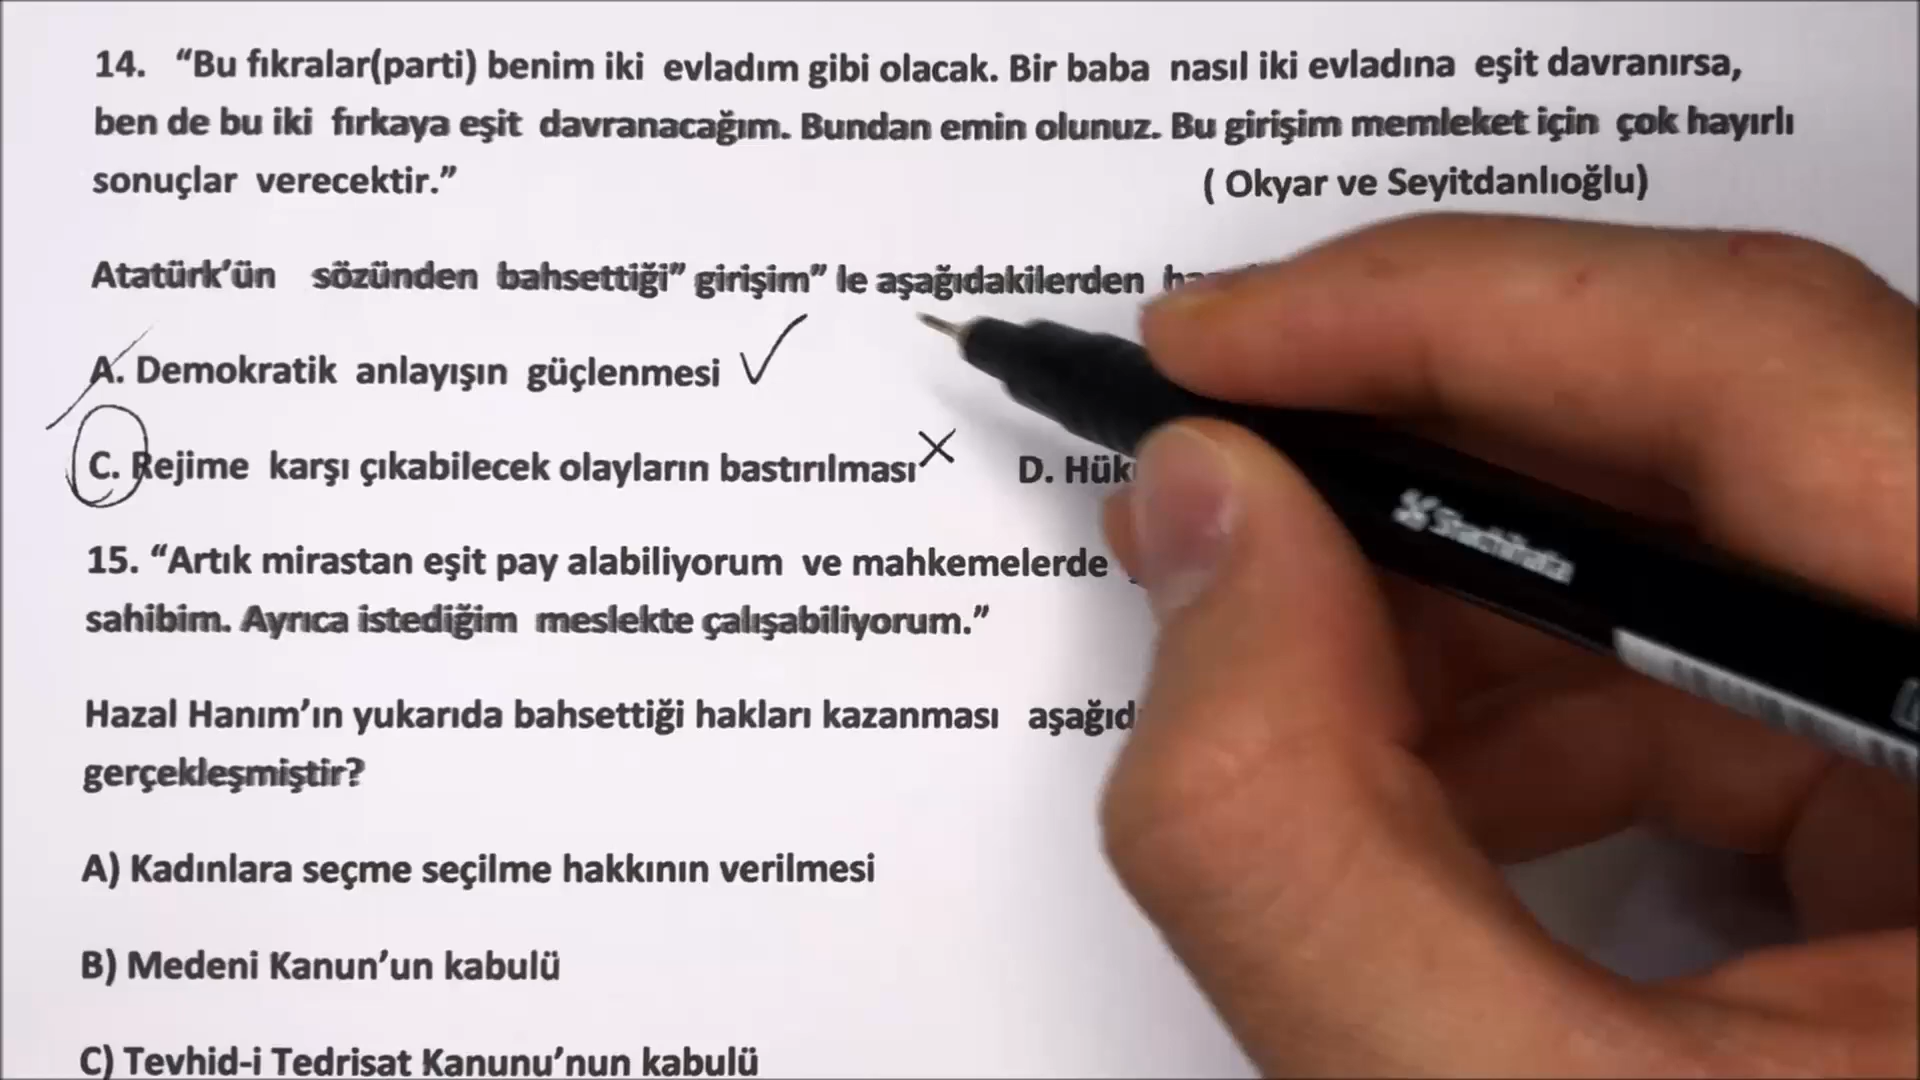 14. “Bu fıkralar(parti) benim iki evladım gibi olacak. Bir baba nasıl iki evladına eşit davranırsa,
ben de bu iki fırkaya eşit davranacağım. Bundan emin olunuz. Bu girişim memleket için çok hayırlı
sonuçlar verecektir.” ( Okyar ve Seyitdanlıoğlu)
Atatürk’ün sözünden bahsettiği” girişim” le aşağıdakilerden
A. Demokratik anlayışın güçlenmesi
C. Rejime karşı çıkabilecek olayların bastırılması D.
15. “Artık mirastan eşit pay alabiliyorum ve mahkemelerde
sahibim. Ayrıca istediğim meslekte çalışabiliyorum.”
Hazal Hanım’ın yukarıda bahsettiği hakları kazanması
gerçekleşmiştir?
A) Kadınlara seçme seçilme hakkının verilmesi
B) Medeni Kanun’un kabulü
C) Tevhid-i Tedrisat Kanunu’nun kabulü